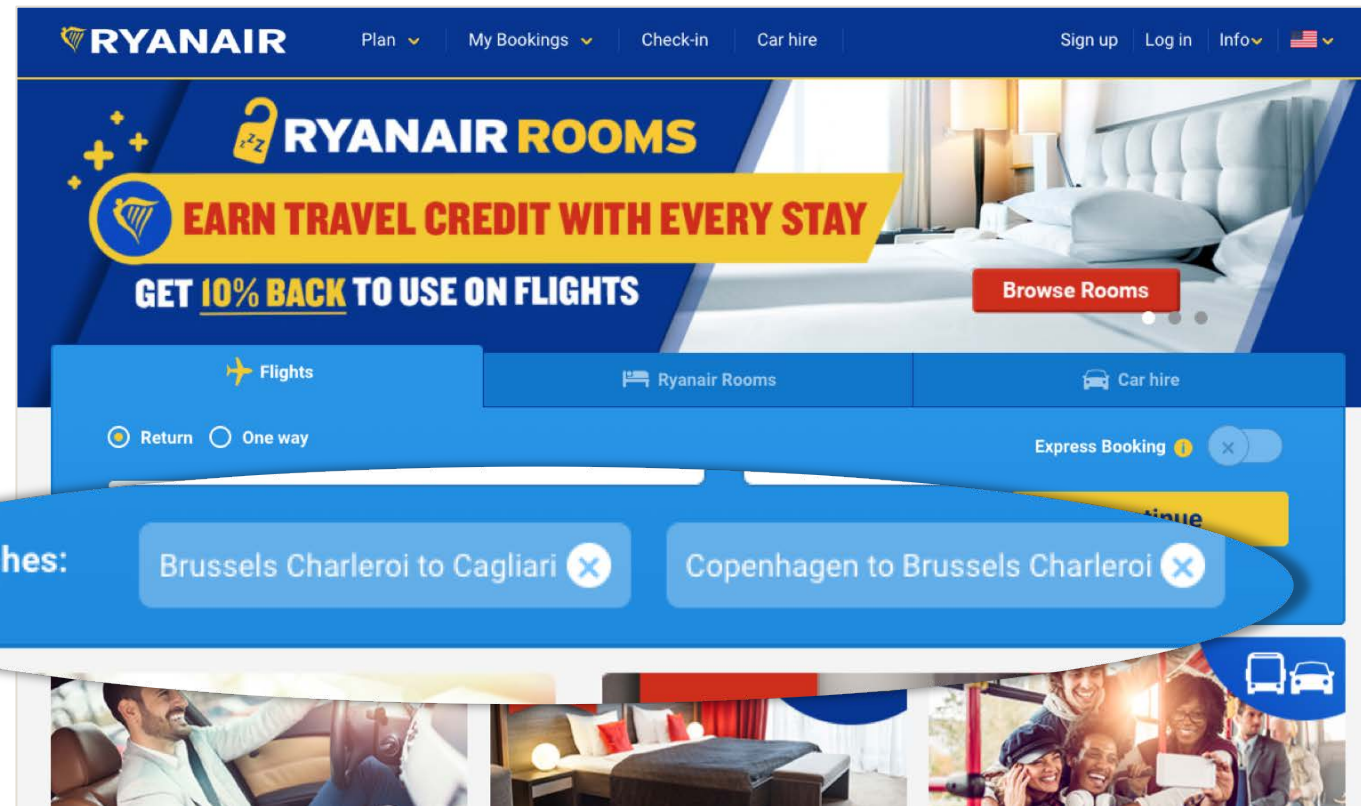 RYANAIR Plan My Bookings Check-in Car hire Sign up Log in Info
zzz
RYANAIR ROOMS
EARN TRAVEL CREDIT WITH EVERY STAY
GET 10% BACK TO USE ON FLIGHTS
Browse Rooms
Flights Ryanair Rooms Car hire
Return One way Express Booking i
tinue
hes: Brussels Charleroi to Cagliari Copenhagen to Brussels Charleroi